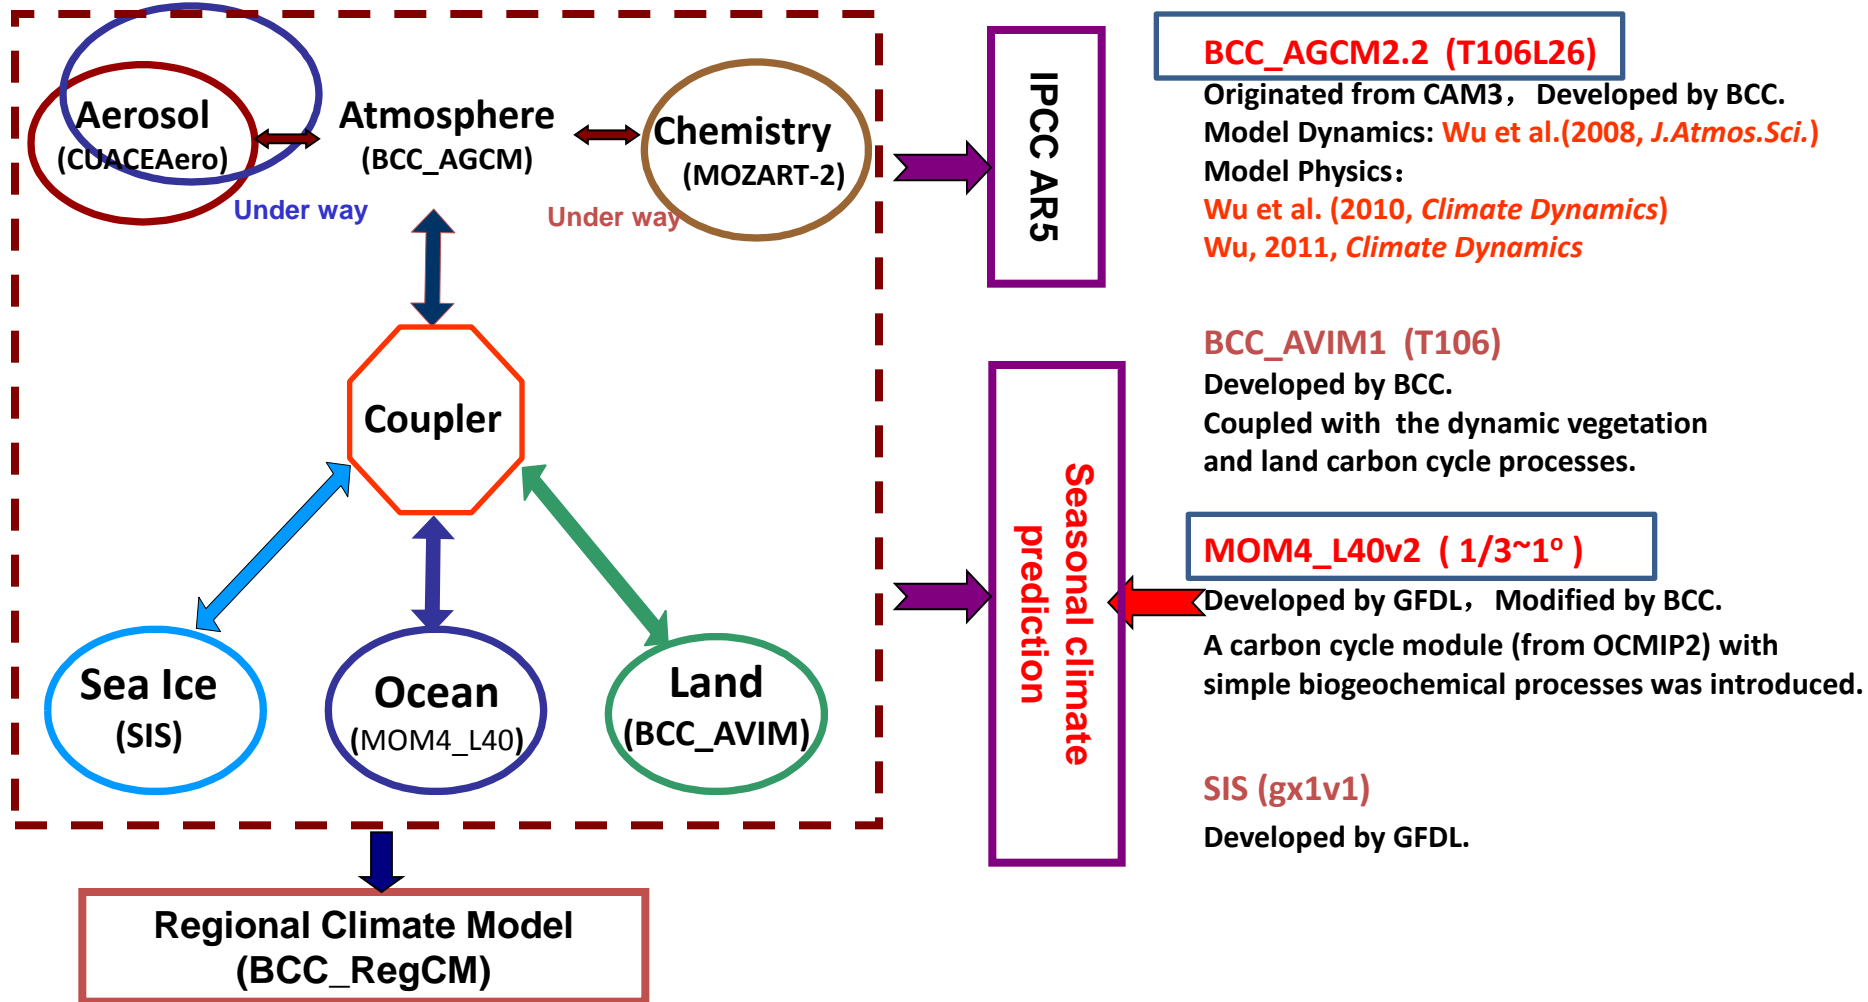 Aerosol
(CUACEAero)
Atmosphere
(BCC_AGCM)
Chemistry
(MOZART-2)
Under way
Under way
Coupler
Sea Ice
(SIS)
Ocean
(MOM4_L40)
Land
(BCC_AVIM)
Regional Climate Model
(BCC_RegCM)
IPCC AR5
Seasonal climate
prediction
BCC_AGCM2.2 (T106L26)
Originated from CAM3， Developed by BCC.
Model Dynamics: Wu et al.(2008, J.Atmos.Sci.)
Model Physics：
Wu et al. (2010, Climate Dynamics)
Wu, 2011, Climate Dynamics
BCC_AVIM1 (T106)
Developed by BCC.
Coupled with the dynamic vegetation
and land carbon cycle processes.
MOM4_L40v2 ( 1/3~1º )
Developed by GFDL， Modified by BCC.
A carbon cycle module (from OCMIP2) with
simple biogeochemical processes was introduced.
SIS (gx1v1)
Developed by GFDL.